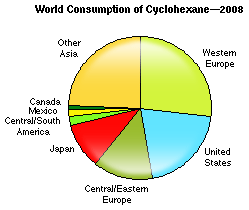 World Consumption of Cyclohexane—2008
Other
Asia
Western
Europe
Canada
Mexico
Central/South
America
Japan
United
States
Central/Eastern
Europe